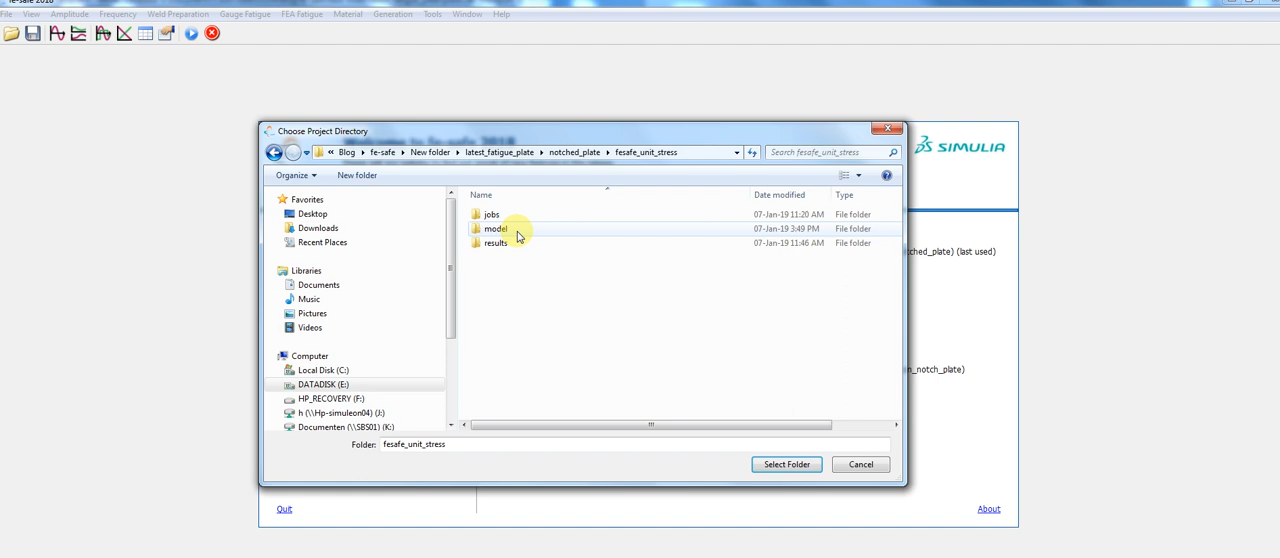 fe-safe 2018
File View Amplitude Frequency Weld Preparation Gauge Fatigue FEA Fatigue Material Generation Tools Window Help
Choose Project Directory
« Blog ▸ fe-safe ▸ New folder ▸ latest_fatigue_plate ▸ notched_plate ▸ fesafe_unit_stress
Search fesafe_unit_stress
SIMULIA
Organize New folder
Name Date modified Type
Favorites
Desktop
Downloads
Recent Places
Libraries
Documents
Music
Pictures
Videos
Computer
Local Disk (C:)
DATADISK (E:)
HP_RECOVERY (F:)
h (\\Hp-simuleon04) (J:)
Documenten (\\SBS01) (K:)
jobs 07-Jan-19 11:20 AM File folder
model 07-Jan-19 3:49 PM File folder
results 07-Jan-19 11:46 AM File folder
ched_plate) (last used)
n_notch_plate)
Folder: fesafe_unit_stress
Select Folder Cancel
Quit
About